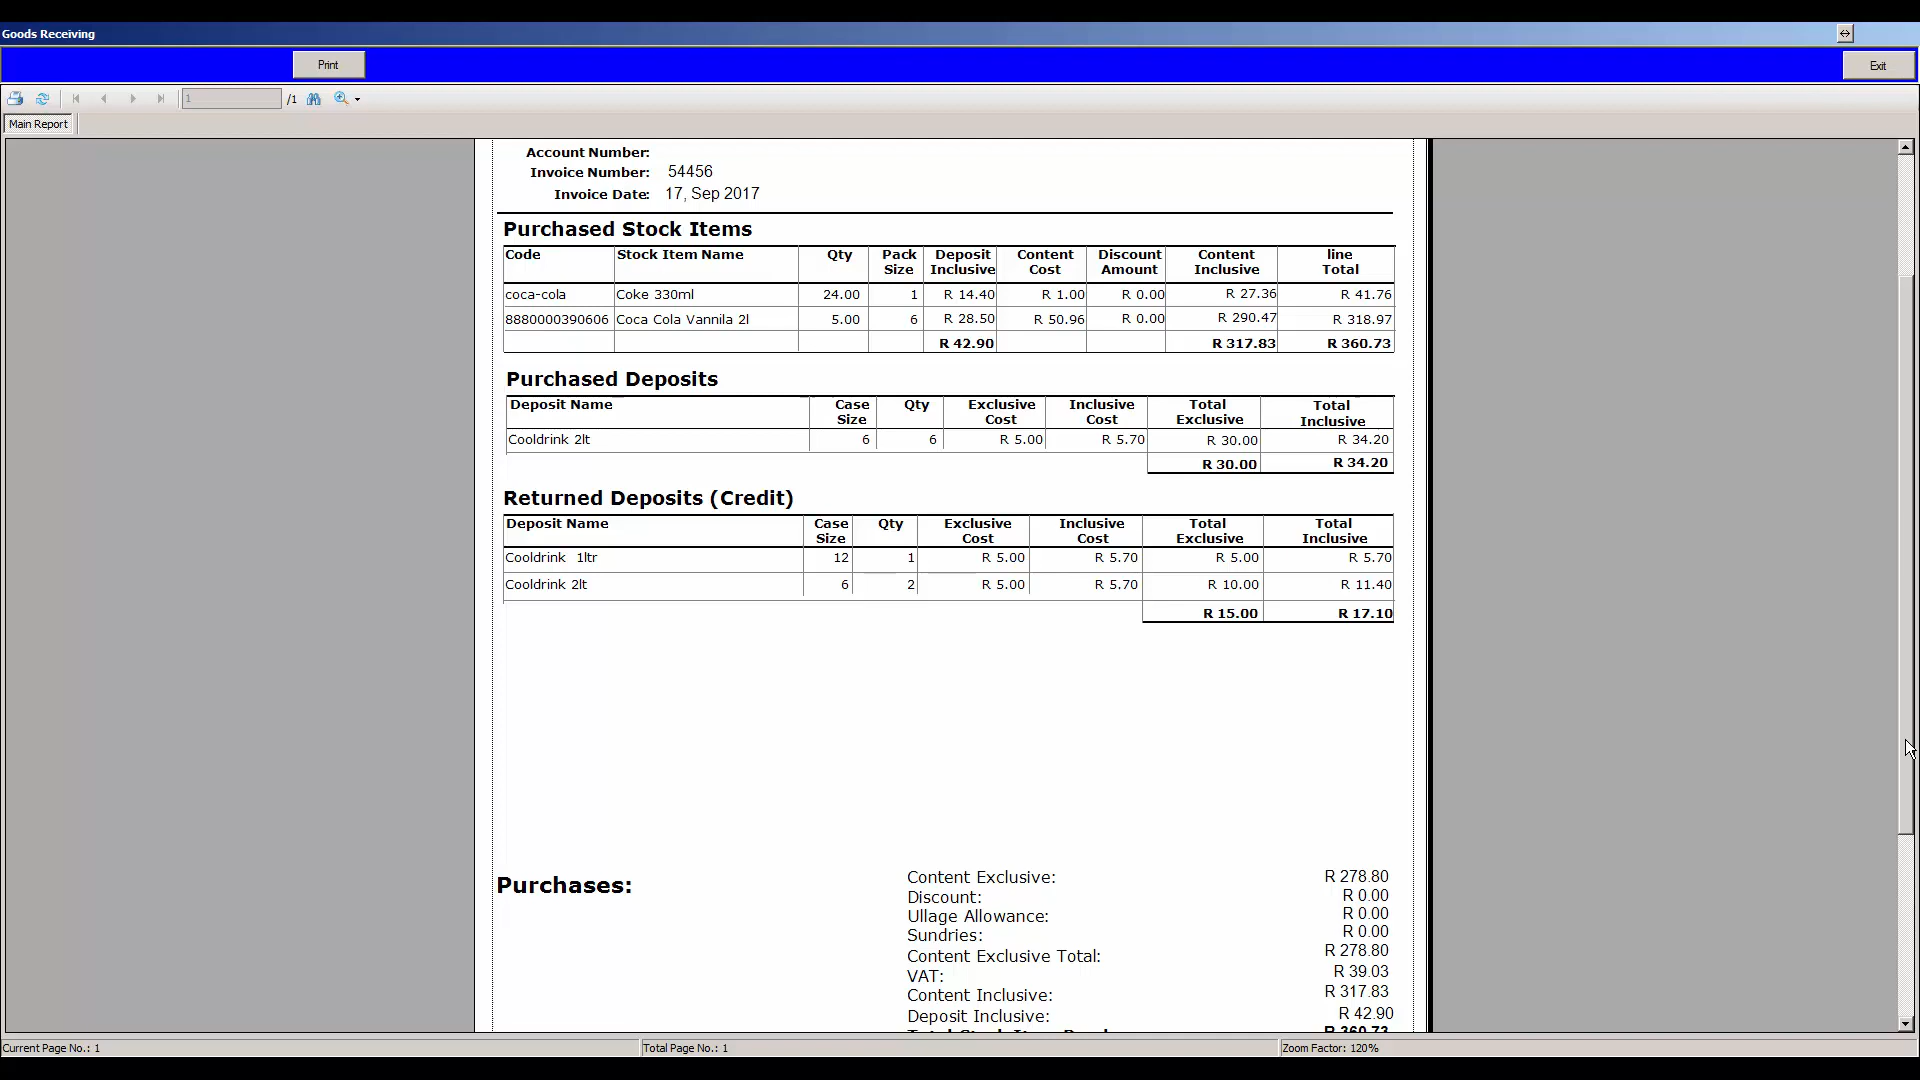 Goods Receiving
Print
Exit
1 /1
Main Report
Account Number:
Invoice Number: 54456
Invoice Date: 17, Sep 2017
Purchased Stock Items
Code Stock Item Name Qty Pack Size Deposit Inclusive Content Cost Discount Amount Content Inclusive line Total
coca-cola Coke 330ml 24.00 1 R 14.40 R 1.00 R 0.00 R 27.36 R 41.76
8880000390606 Coca Cola Vannila 2l 5.00 6 R 28.50 R 50.96 R 0.00 R 290.47 R 318.97
R 42.90 R 317.83 R 360.73
Purchased Deposits
Deposit Name Case Size Qty Exclusive Cost Inclusive Cost Total Exclusive Total Inclusive
Cooldrink 2lt 6 6 R 5.00 R 5.70 R 30.00 R 34.20
R 30.00 R 34.20
Returned Deposits (Credit)
Deposit Name Case Size Qty Exclusive Cost Inclusive Cost Total Exclusive Total Inclusive
Cooldrink 1ltr 12 1 R 5.00 R 5.70 R 5.00 R 5.70
Cooldrink 2lt 6 2 R 5.00 R 5.70 R 10.00 R 11.40
R 15.00 R 17.10
Purchases:
Content Exclusive: R 278.80
Discount: R 0.00
Ullage Allowance: R 0.00
Sundries: R 0.00
Content Exclusive Total: R 278.80
VAT: R 39.03
Content Inclusive: R 317.83
Deposit Inclusive: R 42.90
R 360.73
Current Page No.: 1 Total Page No.: 1 Zoom Factor: 120%